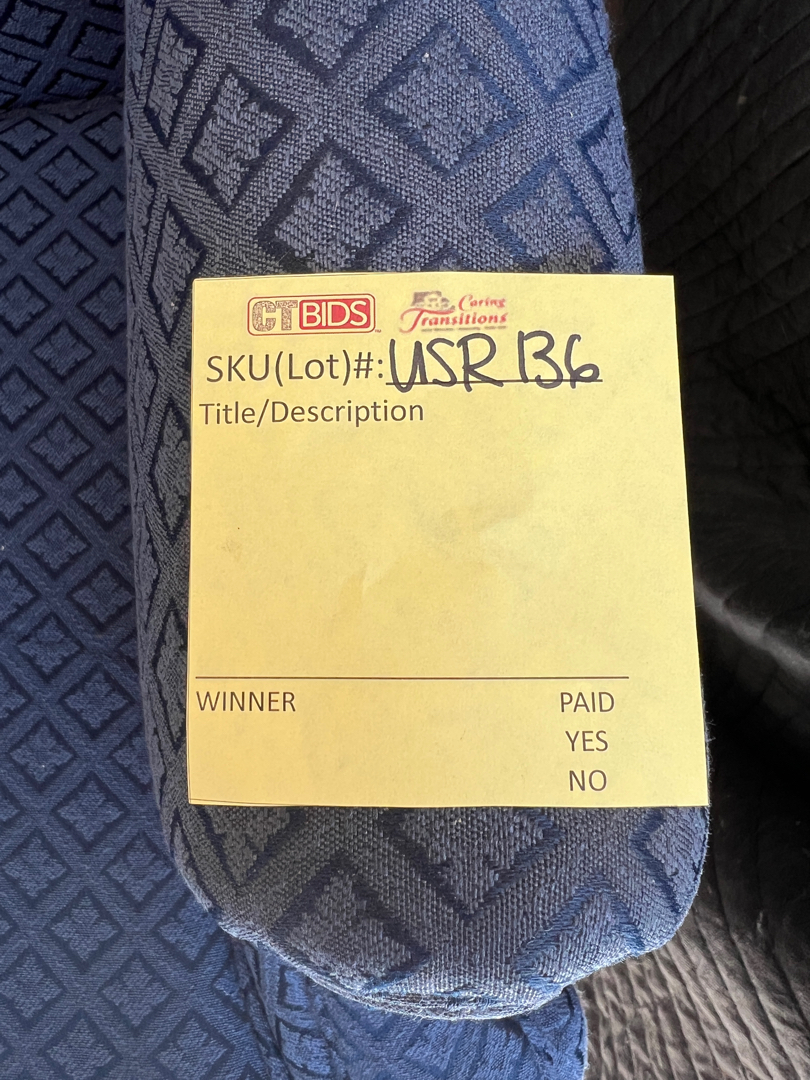 CTBIDS
Caring
Transitions
SKU(Lot)#: USR 136
Title/Description
WINNER PAID
YES
NO